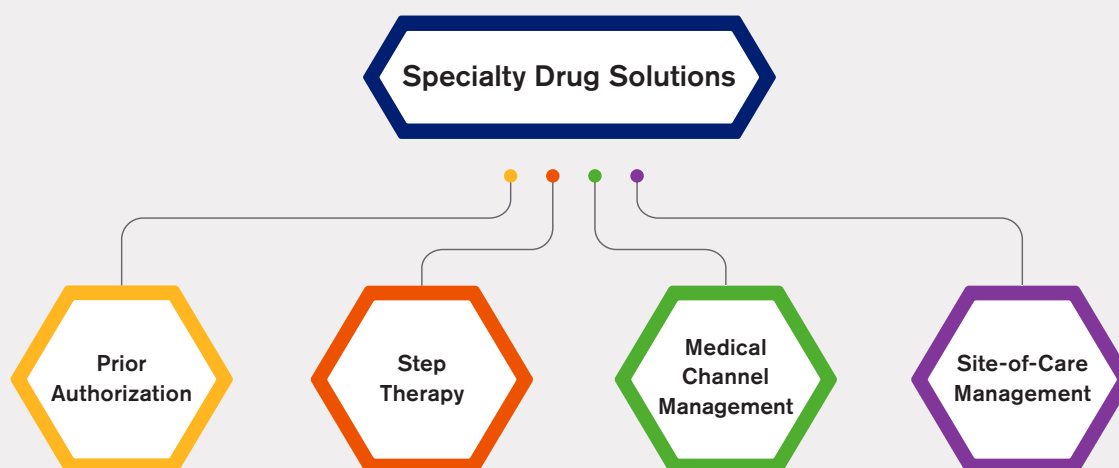 Specialty Drug Solutions
Prior
Authorization
Step
Therapy
Medical
Channel
Management
Site-of-Care
Management